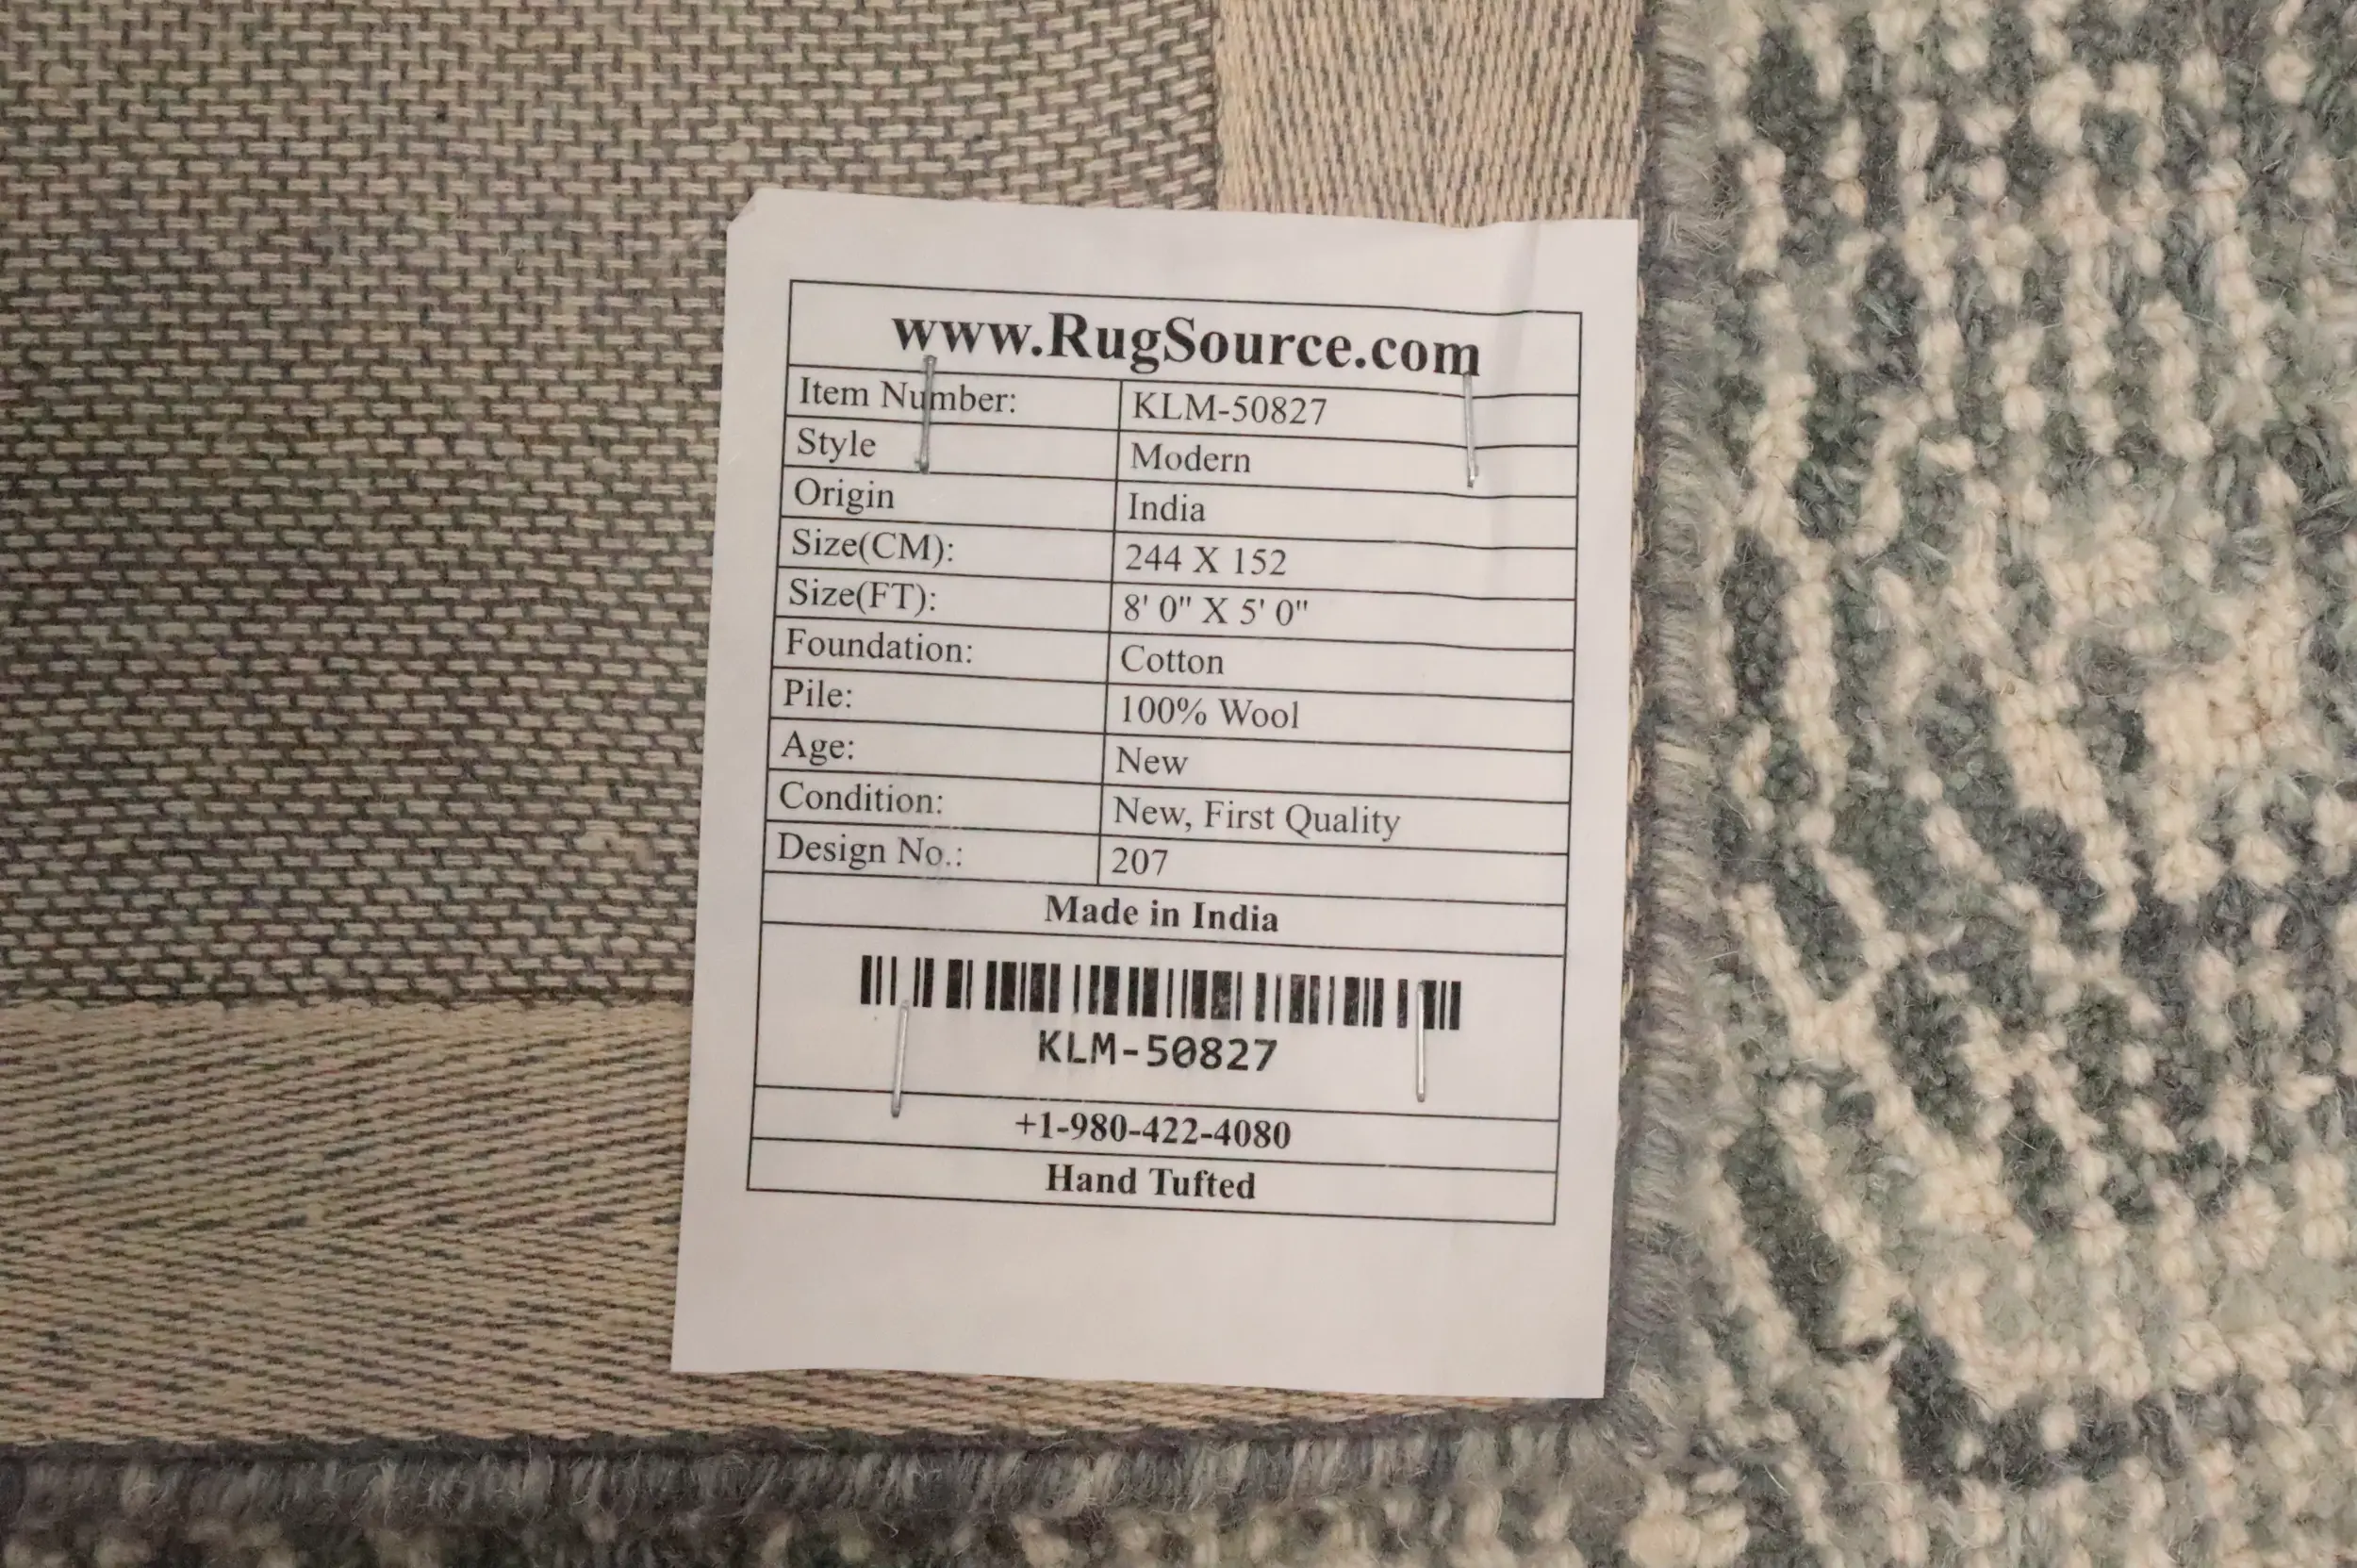 www.RugSource.com
Item Number: KLM-50827
Style Modern
Origin India
Size(CM): 244 X 152
Size(FT): 8' 0" X 5' 0"
Foundation: Cotton
Pile: 100% Wool
Age: New
Condition: New, First Quality
Design No.: 207
Made in India
KLM-50827
+1-980-422-4080
Hand Tufted